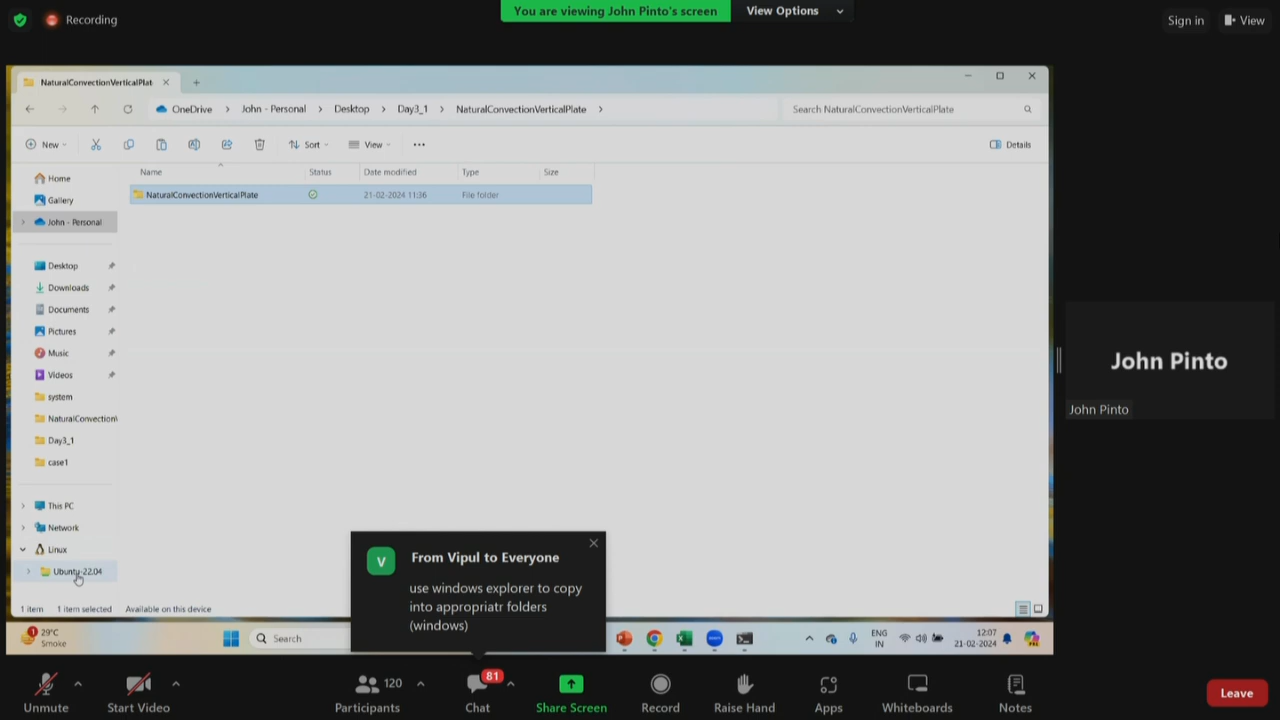 Recording
You are viewing John Pinto's screen
View Options
Sign in
View
NaturalConvectionVerticalPlat
OneDrive > John - Personal > Desktop > Day3_1 > NaturalConvectionVerticalPlate >
Search NaturalConvectionVerticalPlate
New
Sort
View
Details
Name
Status
Date modified
Type
Size
NaturalConvectionVerticalPlate
21-02-2024 11:36
File folder
Home
Gallery
John - Personal
Desktop
Downloads
Documents
Pictures
Music
Videos
system
NaturalConvection\
Day3_1
case1
This PC
Network
Linux
Ubuntu-22.04
1 item
1 item selected
Available on this device
V
From Vipul to Everyone
use windows explorer to copy
into appropriatr folders
(windows)
John Pinto
John Pinto
1
29°C
Smoke
Search
ENG
IN
12:07
21-02-2024
Unmute
Start Video
120
Participants
81
Chat
Share Screen
Record
Raise Hand
Apps
Whiteboards
Notes
Leave